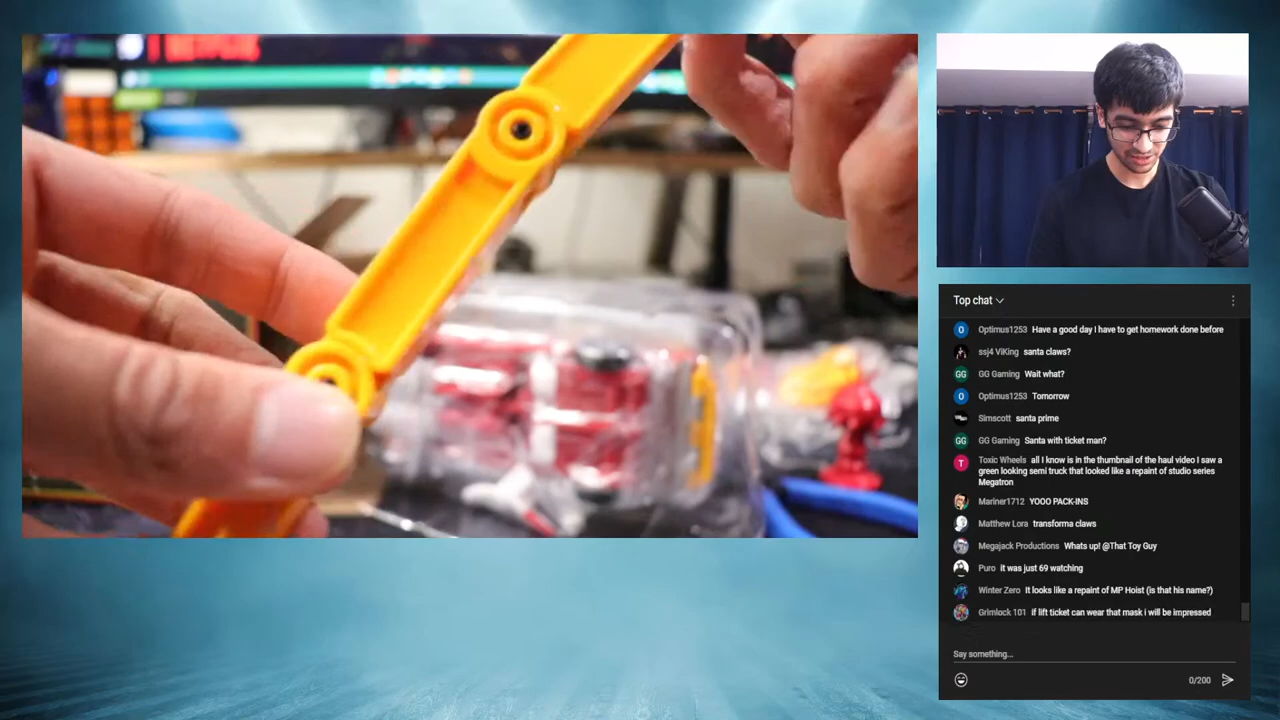 Top chat
Optimus1253 Have a good day I have to get homework done before
ssj4 ViKing santa claws?
GG GG Gaming Wait what?
Optimus1253 Tomorrow
Simscott santa prime
GG GG Gaming Santa with ticket man?
T Toxic Wheels all I know is in the thumbnail of the haul video I saw a
green looking semi truck that looked like a repaint of studio series
Megatron
Mariner1712 YOOO PACK-INS
Matthew Lora transforma claws
Megajack Productions Whats up! @That Toy Guy
Puro it was just 69 watching
Winter Zero It looks like a repaint of MP Hoist (is that his name?)
Grimlock 101 if lift ticket can wear that mask i will be impressed
Say something...
0/200